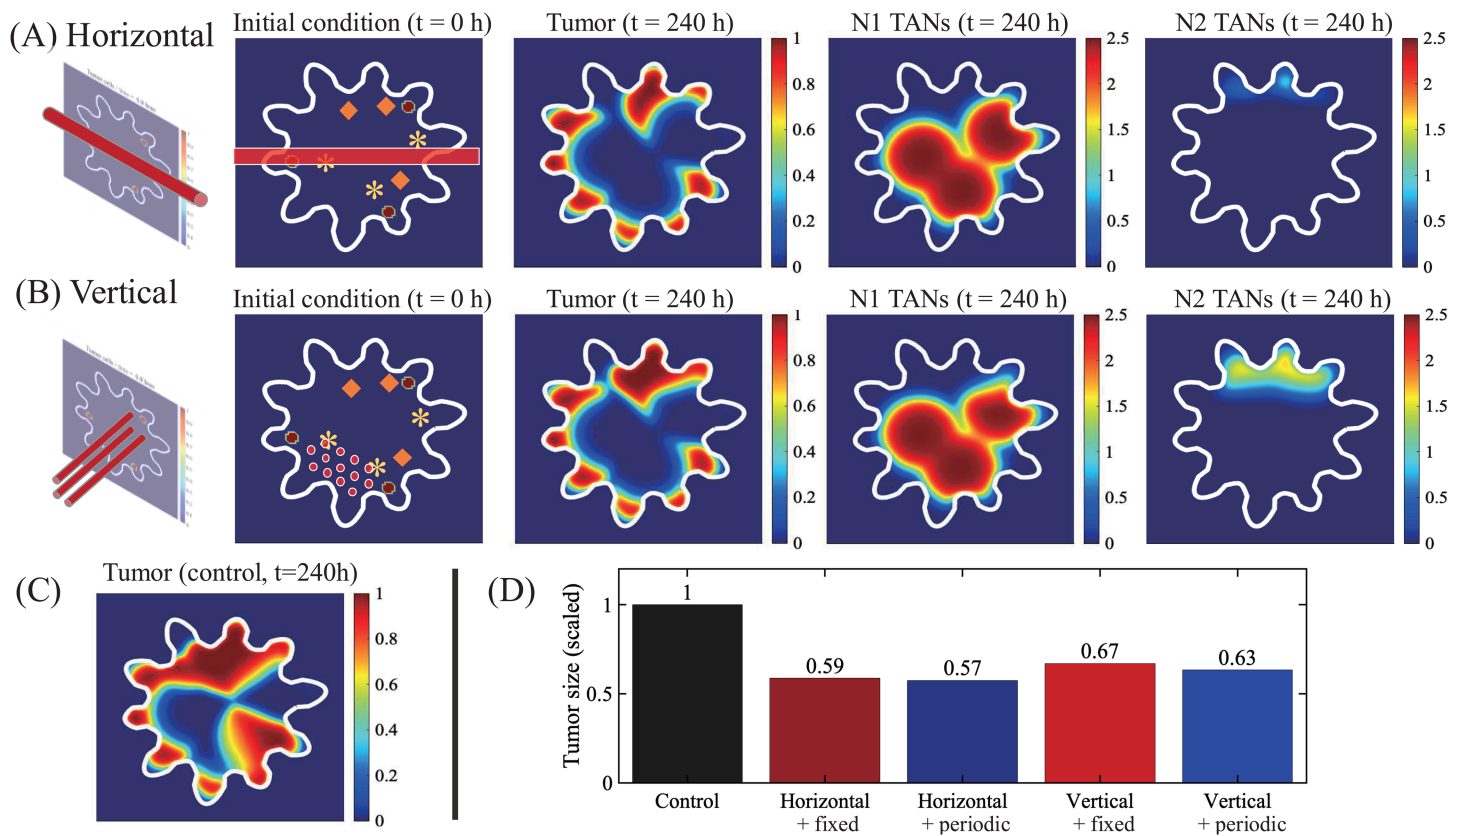 (A) Horizontal
Initial condition (t = 0 h)
Tumor (t = 240 h)
N1 TANs (t = 240 h)
N2 TANs (t = 240 h)
1
0.8
0.6
0.4
0.2
0
2.5
2
1.5
1
0.5
0
2.5
2
1.5
1
0.5
0
(B) Vertical
Initial condition (t = 0 h)
Tumor (t = 240 h)
N1 TANs (t = 240 h)
N2 TANs (t = 240 h)
1
0.8
0.6
0.4
0.2
0
2.5
2
1.5
1
0.5
0
2.5
2
1.5
1
0.5
0
(C)
Tumor (control, t=240h)
1
0.8
0.6
0.4
0.2
0
(D)
Tumor size (scaled)
1
0.5
0
1
0.59
0.57
0.67
0.63
Control
Horizontal
+ fixed
Horizontal
+ periodic
Vertical
+ fixed
Vertical
+ periodic